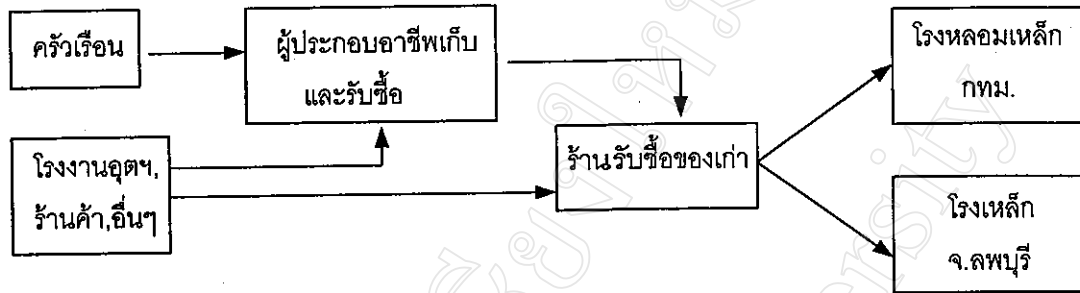 ครัวเรือน
ผู้ประกอบอาชีพเก็บ
และรับซื้อ
โรงงานอุตฯ,
ร้านค้า,อื่นๆ
ร้านรับซื้อของเก่า
โรงหลอมเหล็ก
กทม.
โรงเหล็ก
จ.ลพบุรี